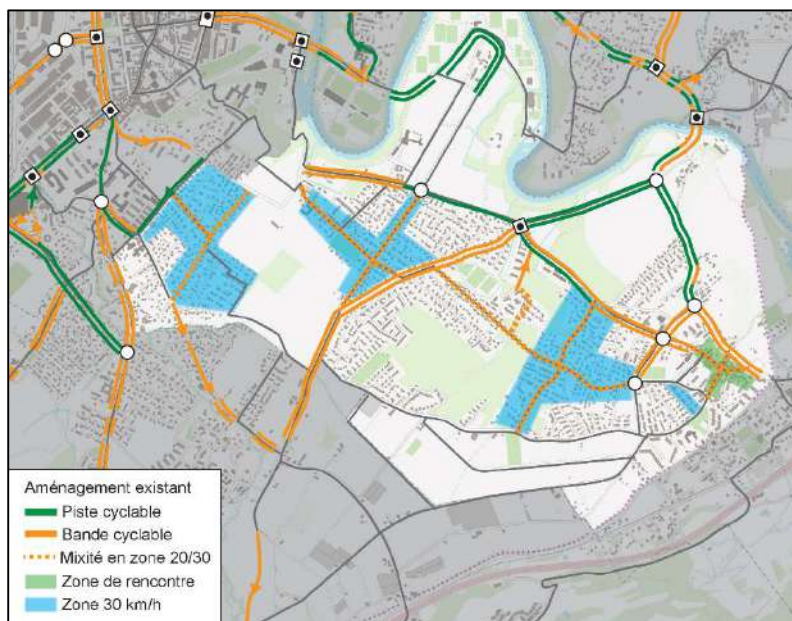 Aménagement existant
Piste cyclable
Bande cyclable
Mixité en zone 20/30
Zone de rencontre
Zone 30 km/h